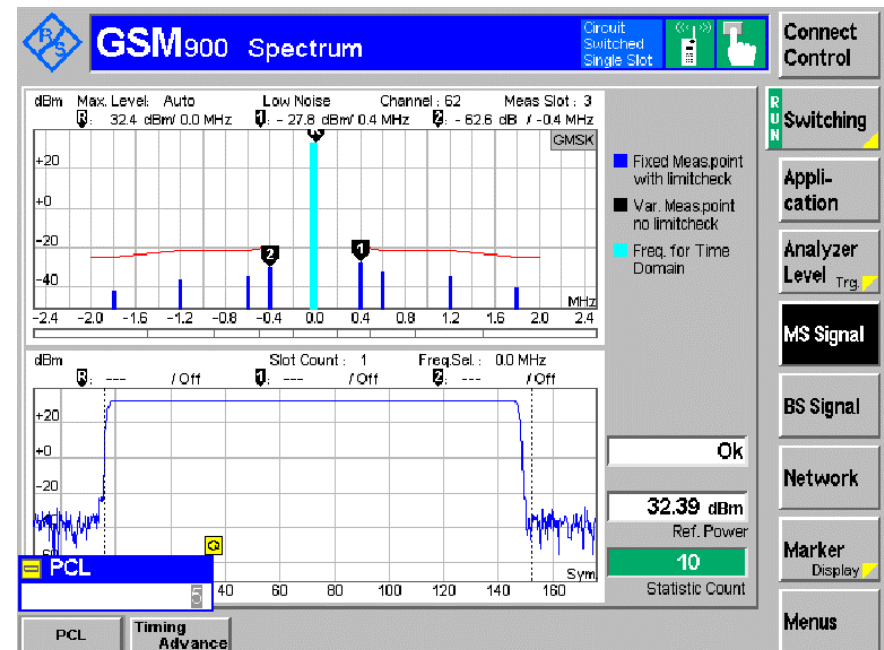 R&S GSM900 Spectrum
Circuit
Switched
Single Slot
Connect
Control
dBm Max. Level: Auto Low Noise Channel : 62 Meas Slot : 3
R: 32.4 dBm/ 0.0 MHz 1: - 27.8 dBm/ 0.4 MHz 2: - 62.6 dB / -0.4 MHz
GMSK
+20
+0
-20
-40
2
1
MHz
-2.4 -2.0 -1.6 -1.2 -0.8 -0.4 0.0 0.4 0.8 1.2 1.6 2.0 2.4
Fixed Meas.point
with limitcheck
Var. Meas.point
no limitcheck
Freq. for Time
Domain
dBm Slot Count : 1 Freq.Sel. : 0.0 MHz
R: --- / Off 1: --- / Off 2: --- / Off
+20
+0
-20
Sym.
40 60 80 100 120 140 160
PCL
5
Ok
32.39 dBm
Ref. Power
10
Statistic Count
RUN
Switching
Appli-
cation
Analyzer
Level Trg.
MS Signal
BS Signal
Network
Marker
Display
Menus
PCL
Timing
Advance